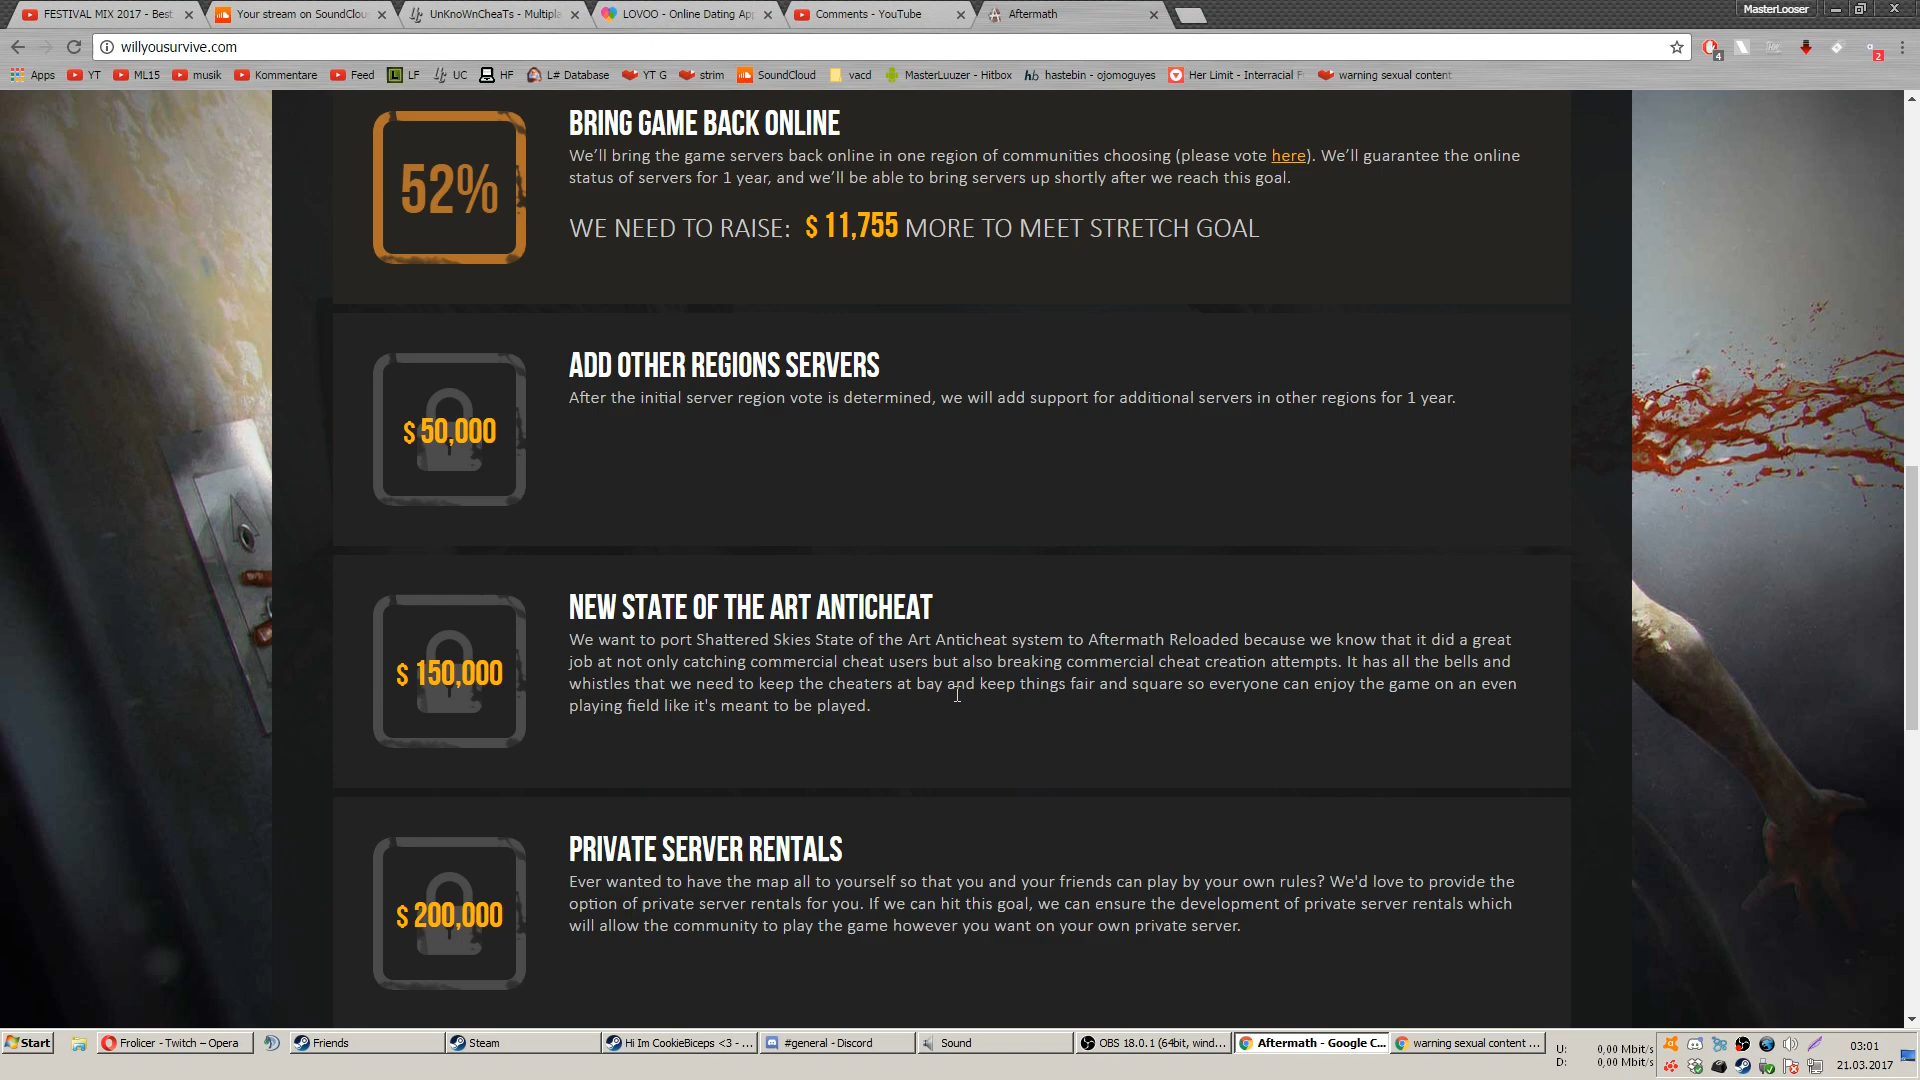 FESTIVAL MIX 2017 - Best
Your stream on SoundClou
UnKnoWnCheaTs - Multipla
LOVOO - Online Dating App
Comments - YouTube
Aftermath
MasterLooser
willyousurvive.com
4
2
Apps
YT
ML15
musik
Kommentare
Feed
LF
UC
HF
L# Database
YT G
strim
SoundCloud
vacd
MasterLuuzer - Hitbox
hastebin - ojomoguyes
Her Limit - Interracial F
warning sexual content
52%
BRING GAME BACK ONLINE
We'll bring the game servers back online in one region of communities choosing (please vote here). We'll guarantee the online
status of servers for 1 year, and we'll be able to bring servers up shortly after we reach this goal.
WE NEED TO RAISE: $ 11,755 MORE TO MEET STRETCH GOAL
$ 50,000
ADD OTHER REGIONS SERVERS
After the initial server region vote is determined, we will add support for additional servers in other regions for 1 year.
$ 150,000
NEW STATE OF THE ART ANTICHEAT
We want to port Shattered Skies State of the Art Anticheat system to Aftermath Reloaded because we know that it did a great
job at not only catching commercial cheat users but also breaking commercial cheat creation attempts. It has all the bells and
whistles that we need to keep the cheaters at bay and keep things fair and square so everyone can enjoy the game on an even
playing field like it's meant to be played.
$ 200,000
PRIVATE SERVER RENTALS
Ever wanted to have the map all to yourself so that you and your friends can play by your own rules? We'd love to provide the
option of private server rentals for you. If we can hit this goal, we can ensure the development of private server rentals which
will allow the community to play the game however you want on your own private server.
Start
Frolicer - Twitch – Opera
Friends
Steam
Hi Im CookieBiceps <3 - ...
#general - Discord
Sound
OBS 18.0.1 (64bit, wind...
Aftermath - Google C...
warning sexual content ...
U: 0,00 Mbit/s
D: 0,00 Mbit/s
03:01
21.03.2017